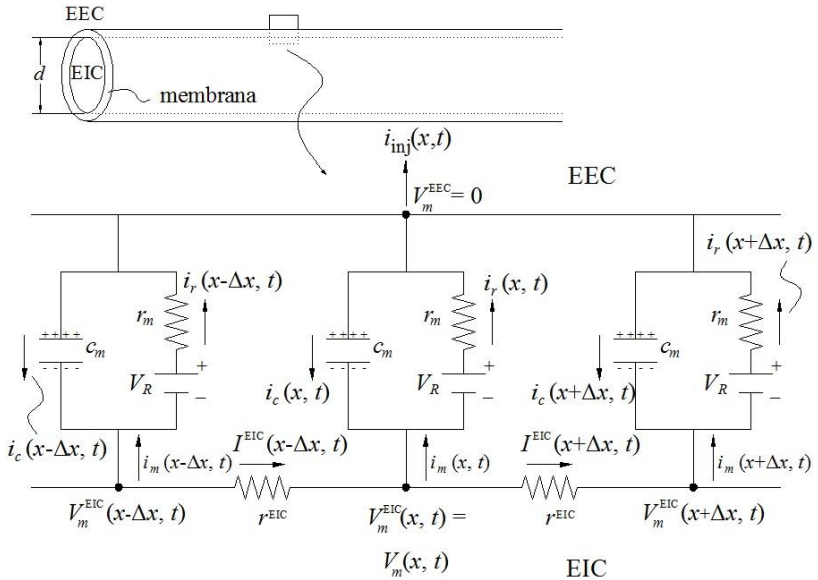 EEC
d
EIC
membrana
i_inj(x,t)
EEC
V_m^EEC = 0
i_r(x-Δx, t)
i_r(x, t)
i_r(x+Δx, t)
r_m
r_m
r_m
++++
++++
++++
c_m
c_m
c_m
- - - -
- - - -
- - - -
+
+
+
V_R
V_R
V_R
−
−
−
i_c(x-Δx, t)
i_c(x, t)
i_c(x+Δx, t)
I^EIC(x-Δx, t)
I^EIC(x+Δx, t)
i_m(x-Δx, t)
i_m(x, t)
i_m(x+Δx, t)
V_m^EIC(x-Δx, t)
r^EIC
V_m^EIC(x, t) =
r^EIC
V_m^EIC(x+Δx, t)
V_m(x, t)
EIC